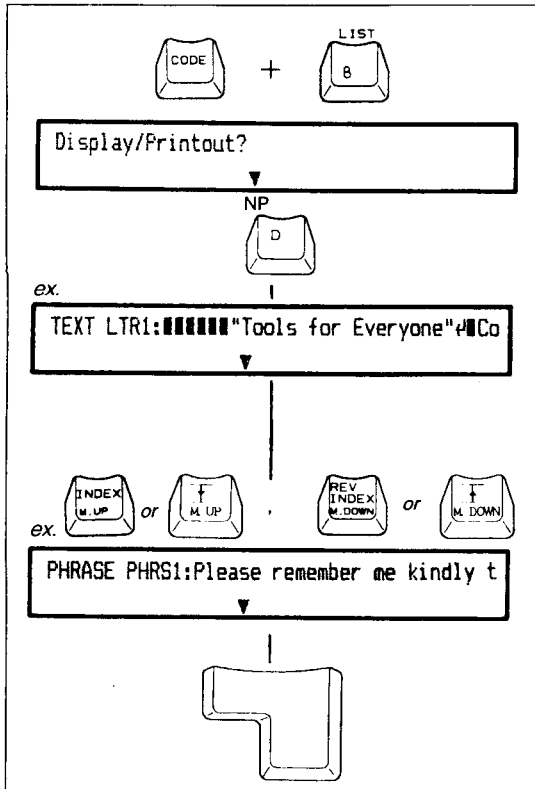 LIST
CODE + 8
Display/Printout?
NP
D
ex.
TEXT LTR1: "Tools for Everyone"↵ Co
INDEX M.UP or M. UP , REV INDEX M.DOWN or M. DOWN
ex.
PHRASE PHRS1:Please remember me kindly t